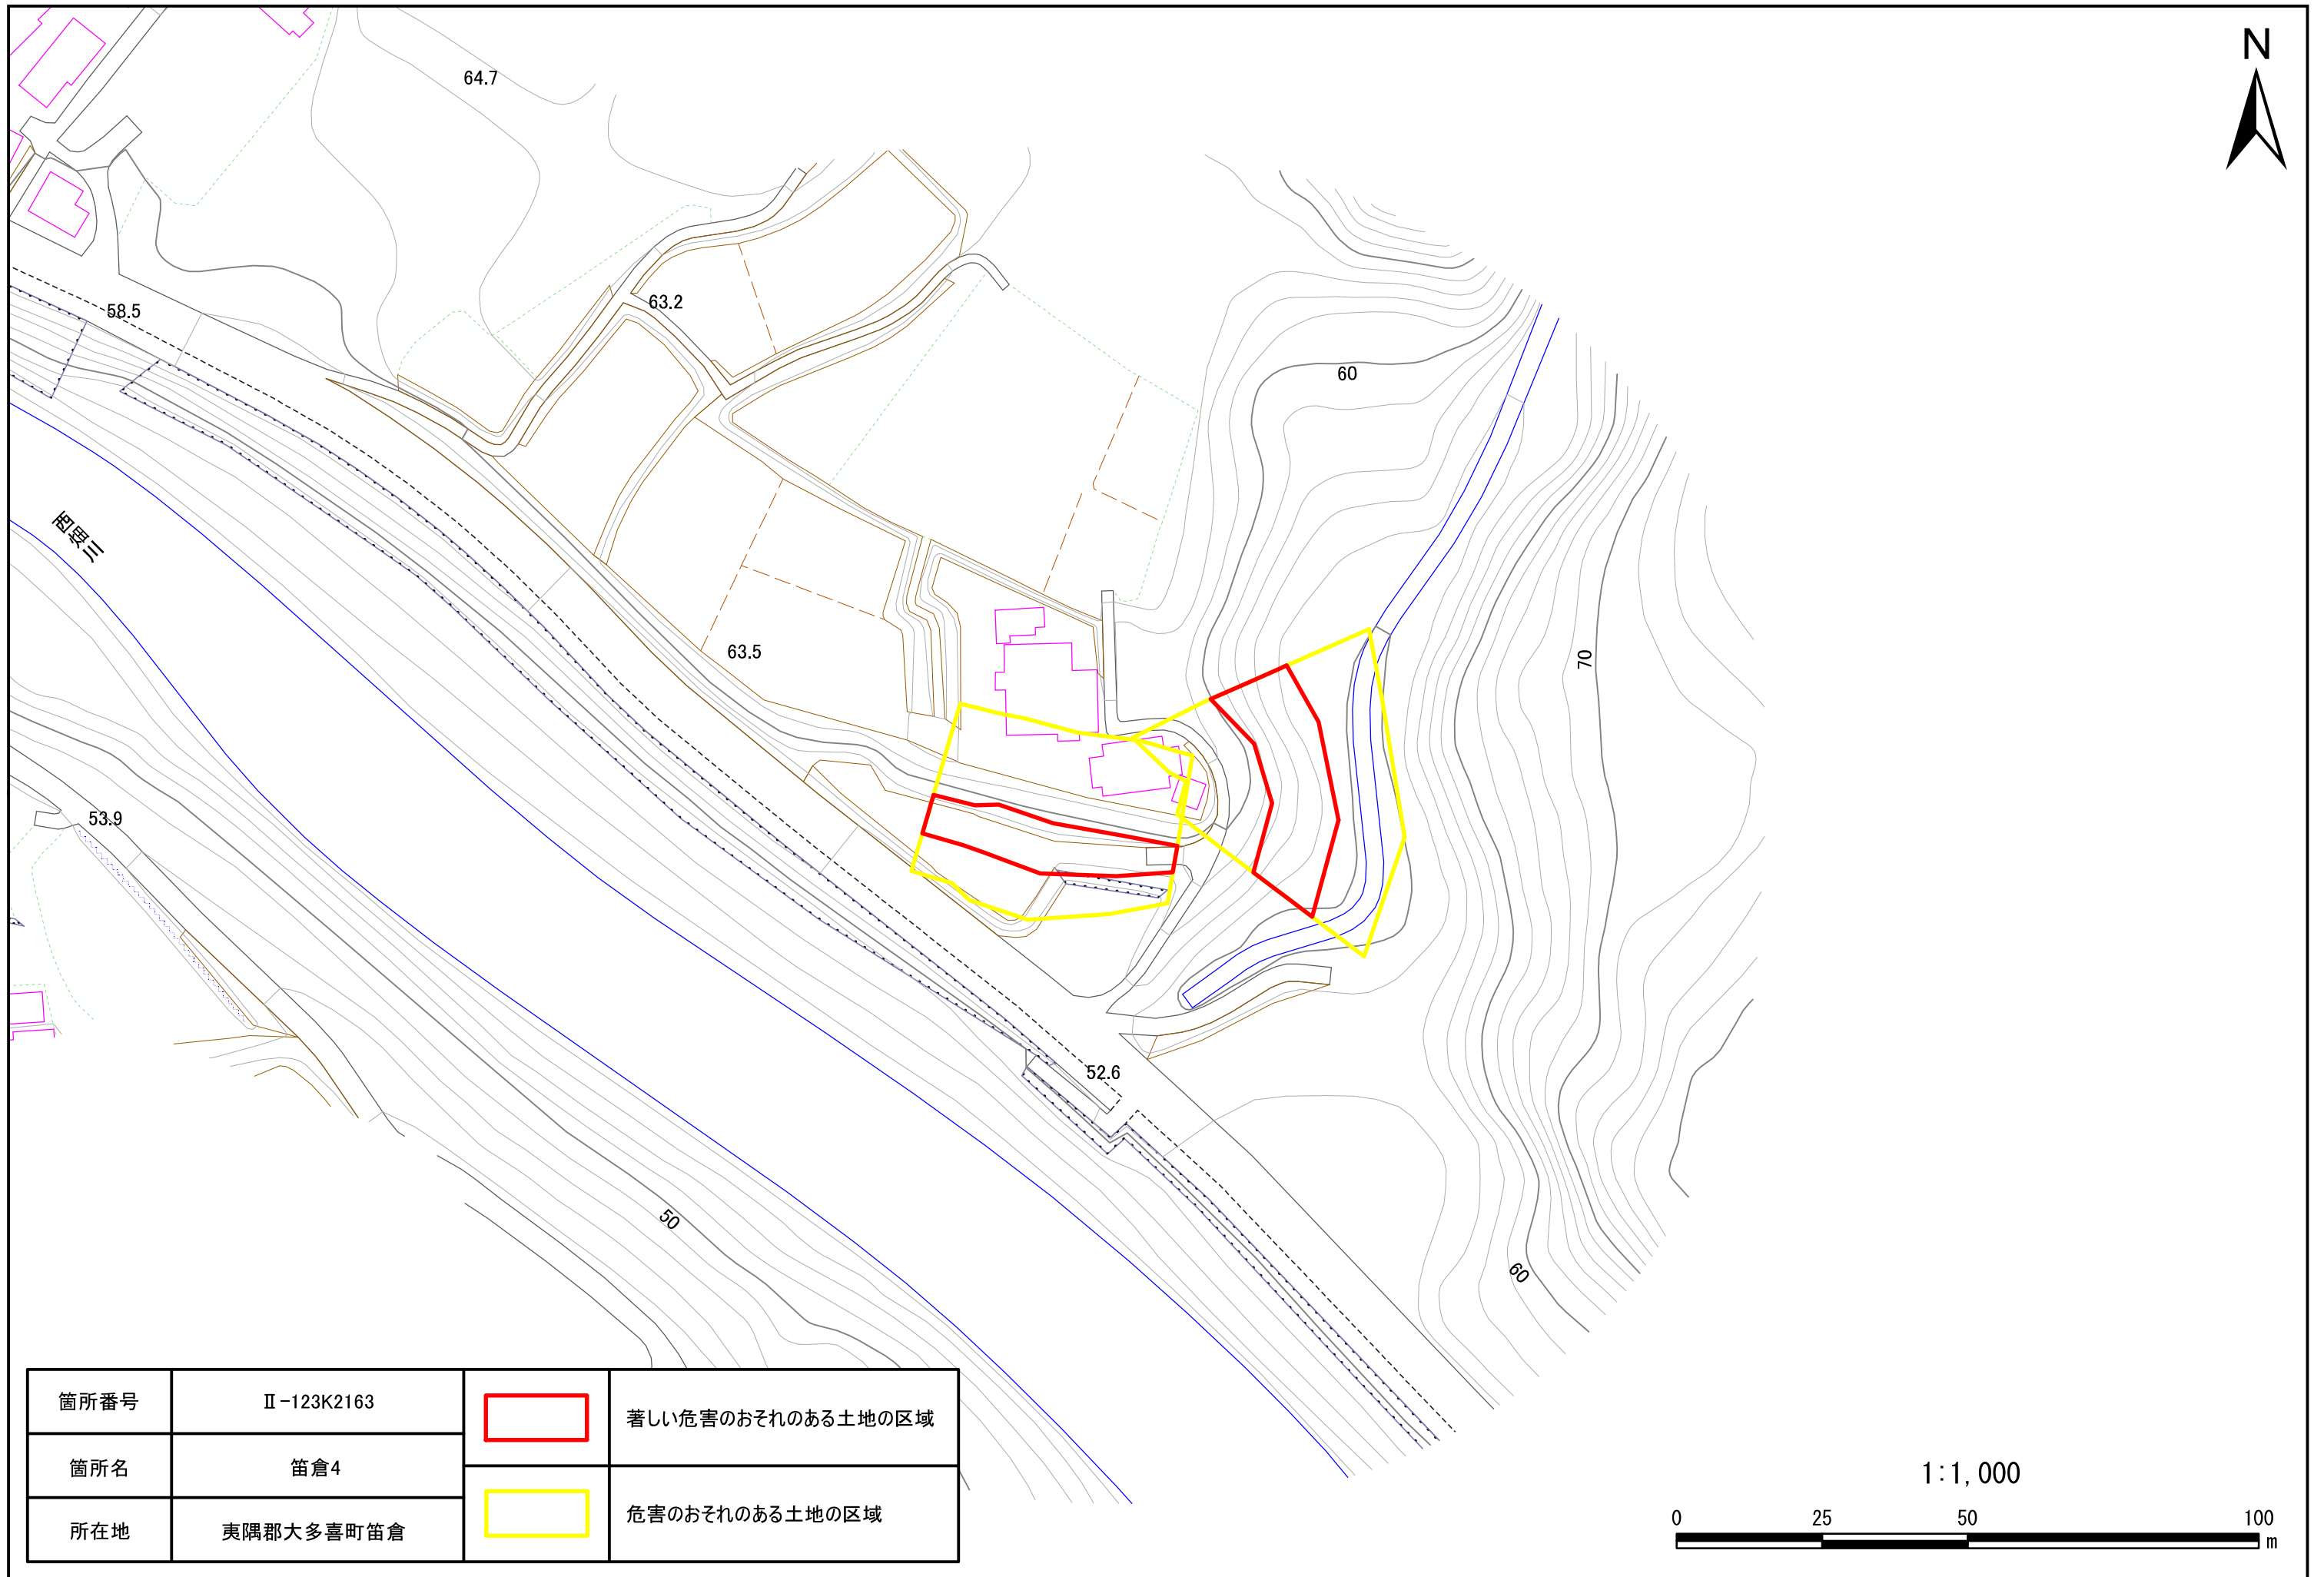 N
64.7
58.5
63.2
60
西畑川
63.5
70
53.9
52.6
50
60
箇所番号 Ⅱ-123K2163
箇所名 笛倉4
所在地 夷隅郡大多喜町笛倉
著しい危害のおそれのある土地の区域
危害のおそれのある土地の区域
1:1,000
0 25 50 100
m